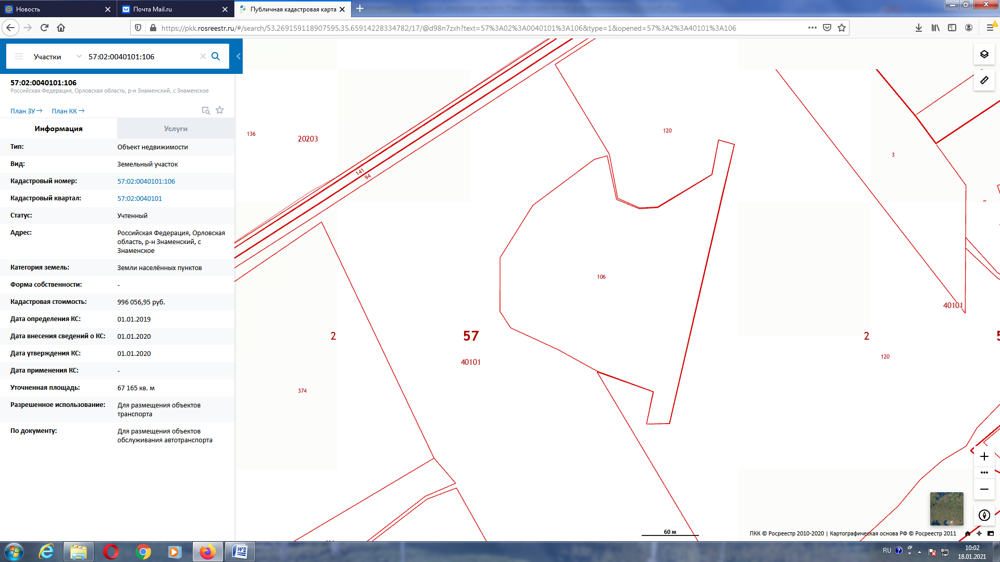 Новость
Почта Mail.ru
Публичная кадастровая карта
https://pkk.rosreestr.ru/#/search/53.269159118907595,35.65914228334782/17/@d98n7zxh?text=57%3A02%3A0040101%3A106&type=1&opened=57%3A2%3A40101%3A106
Участки
57:02:0040101:106
57:02:0040101:106
Российская Федерация, Орловская область, р-н Знаменский, с Знаменское
План ЗУ→ План КК→
Информация Услуги
Тип: Объект недвижимости
Вид: Земельный участок
Кадастровый номер: 57:02:0040101:106
Кадастровый квартал: 57:02:0040101
Статус: Учтенный
Адрес: Российская Федерация, Орловская
область, р-н Знаменский, с
Знаменское
Категория земель: Земли населённых пунктов
Форма собственности: -
Кадастровая стоимость: 996 056,95 руб.
Дата определения КС: 01.01.2019
Дата внесения сведений о КС: 01.01.2020
Дата утверждения КС: 01.01.2020
Дата применения КС: -
Уточненная площадь: 67 165 кв. м
Разрешенное использование: Для размещения объектов
транспорта
По документу: Для размещения объектов
обслуживания автотранспорта
136
20203
120
3
141
94
106
40101
2
57
2
40101
120
374
60 м
ПКК © Росреестр 2010-2020 | Картографическая основа РФ © Росреестр 2011
RU
10:02
18.01.2021